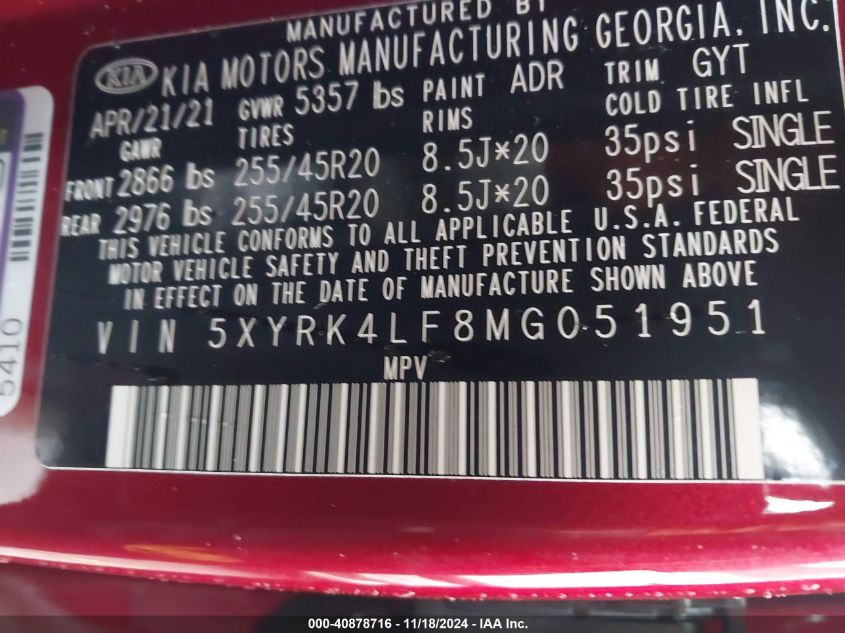 MANUFACTURED BY
KIA KIA MOTORS MANUFACTURING GEORGIA, INC.
APR/21/21 GVWR 5357 lbs PAINT ADR TRIM GYT
GAWR TIRES RIMS COLD TIRE INFL
FRONT 2866 lbs 255/45R20 8.5J*20 35psi SINGLE
REAR 2976 lbs 255/45R20 8.5J*20 35psi SINGLE
THIS VEHICLE CONFORMS TO ALL APPLICABLE U.S.A. FEDERAL
MOTOR VEHICLE SAFETY AND THEFT PREVENTION STANDARDS
IN EFFECT ON THE DATE OF MANUFACTURE SHOWN ABOVE
VIN 5XYRK4LF8MG051951
MPV
5410
000-40878716 - 11/18/2024 - IAA Inc.